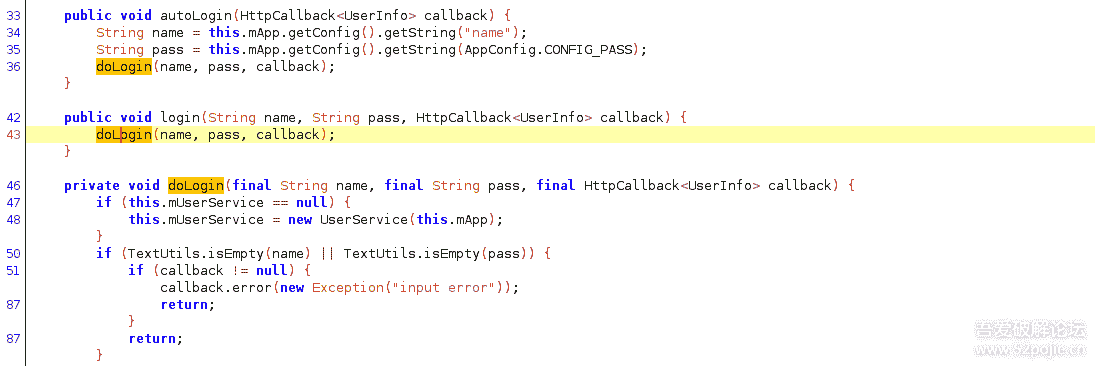 33 public void autoLogin(HttpCallback<UserInfo> callback) {
34 String name = this.mApp.getConfig().getString("name");
35 String pass = this.mApp.getConfig().getString(AppConfig.CONFIG_PASS);
36 doLogin(name, pass, callback);
}
42 public void login(String name, String pass, HttpCallback<UserInfo> callback) {
43 doLogin(name, pass, callback);
}
46 private void doLogin(final String name, final String pass, final HttpCallback<UserInfo> callback) {
47 if (this.mUserService == null) {
48 this.mUserService = new UserService(this.mApp);
}
50 if (TextUtils.isEmpty(name) || TextUtils.isEmpty(pass)) {
51 if (callback != null) {
callback.error(new Exception("input error"));
87 return;
}
87 return;
}
吾爱破解论坛
www.52pojie.cn